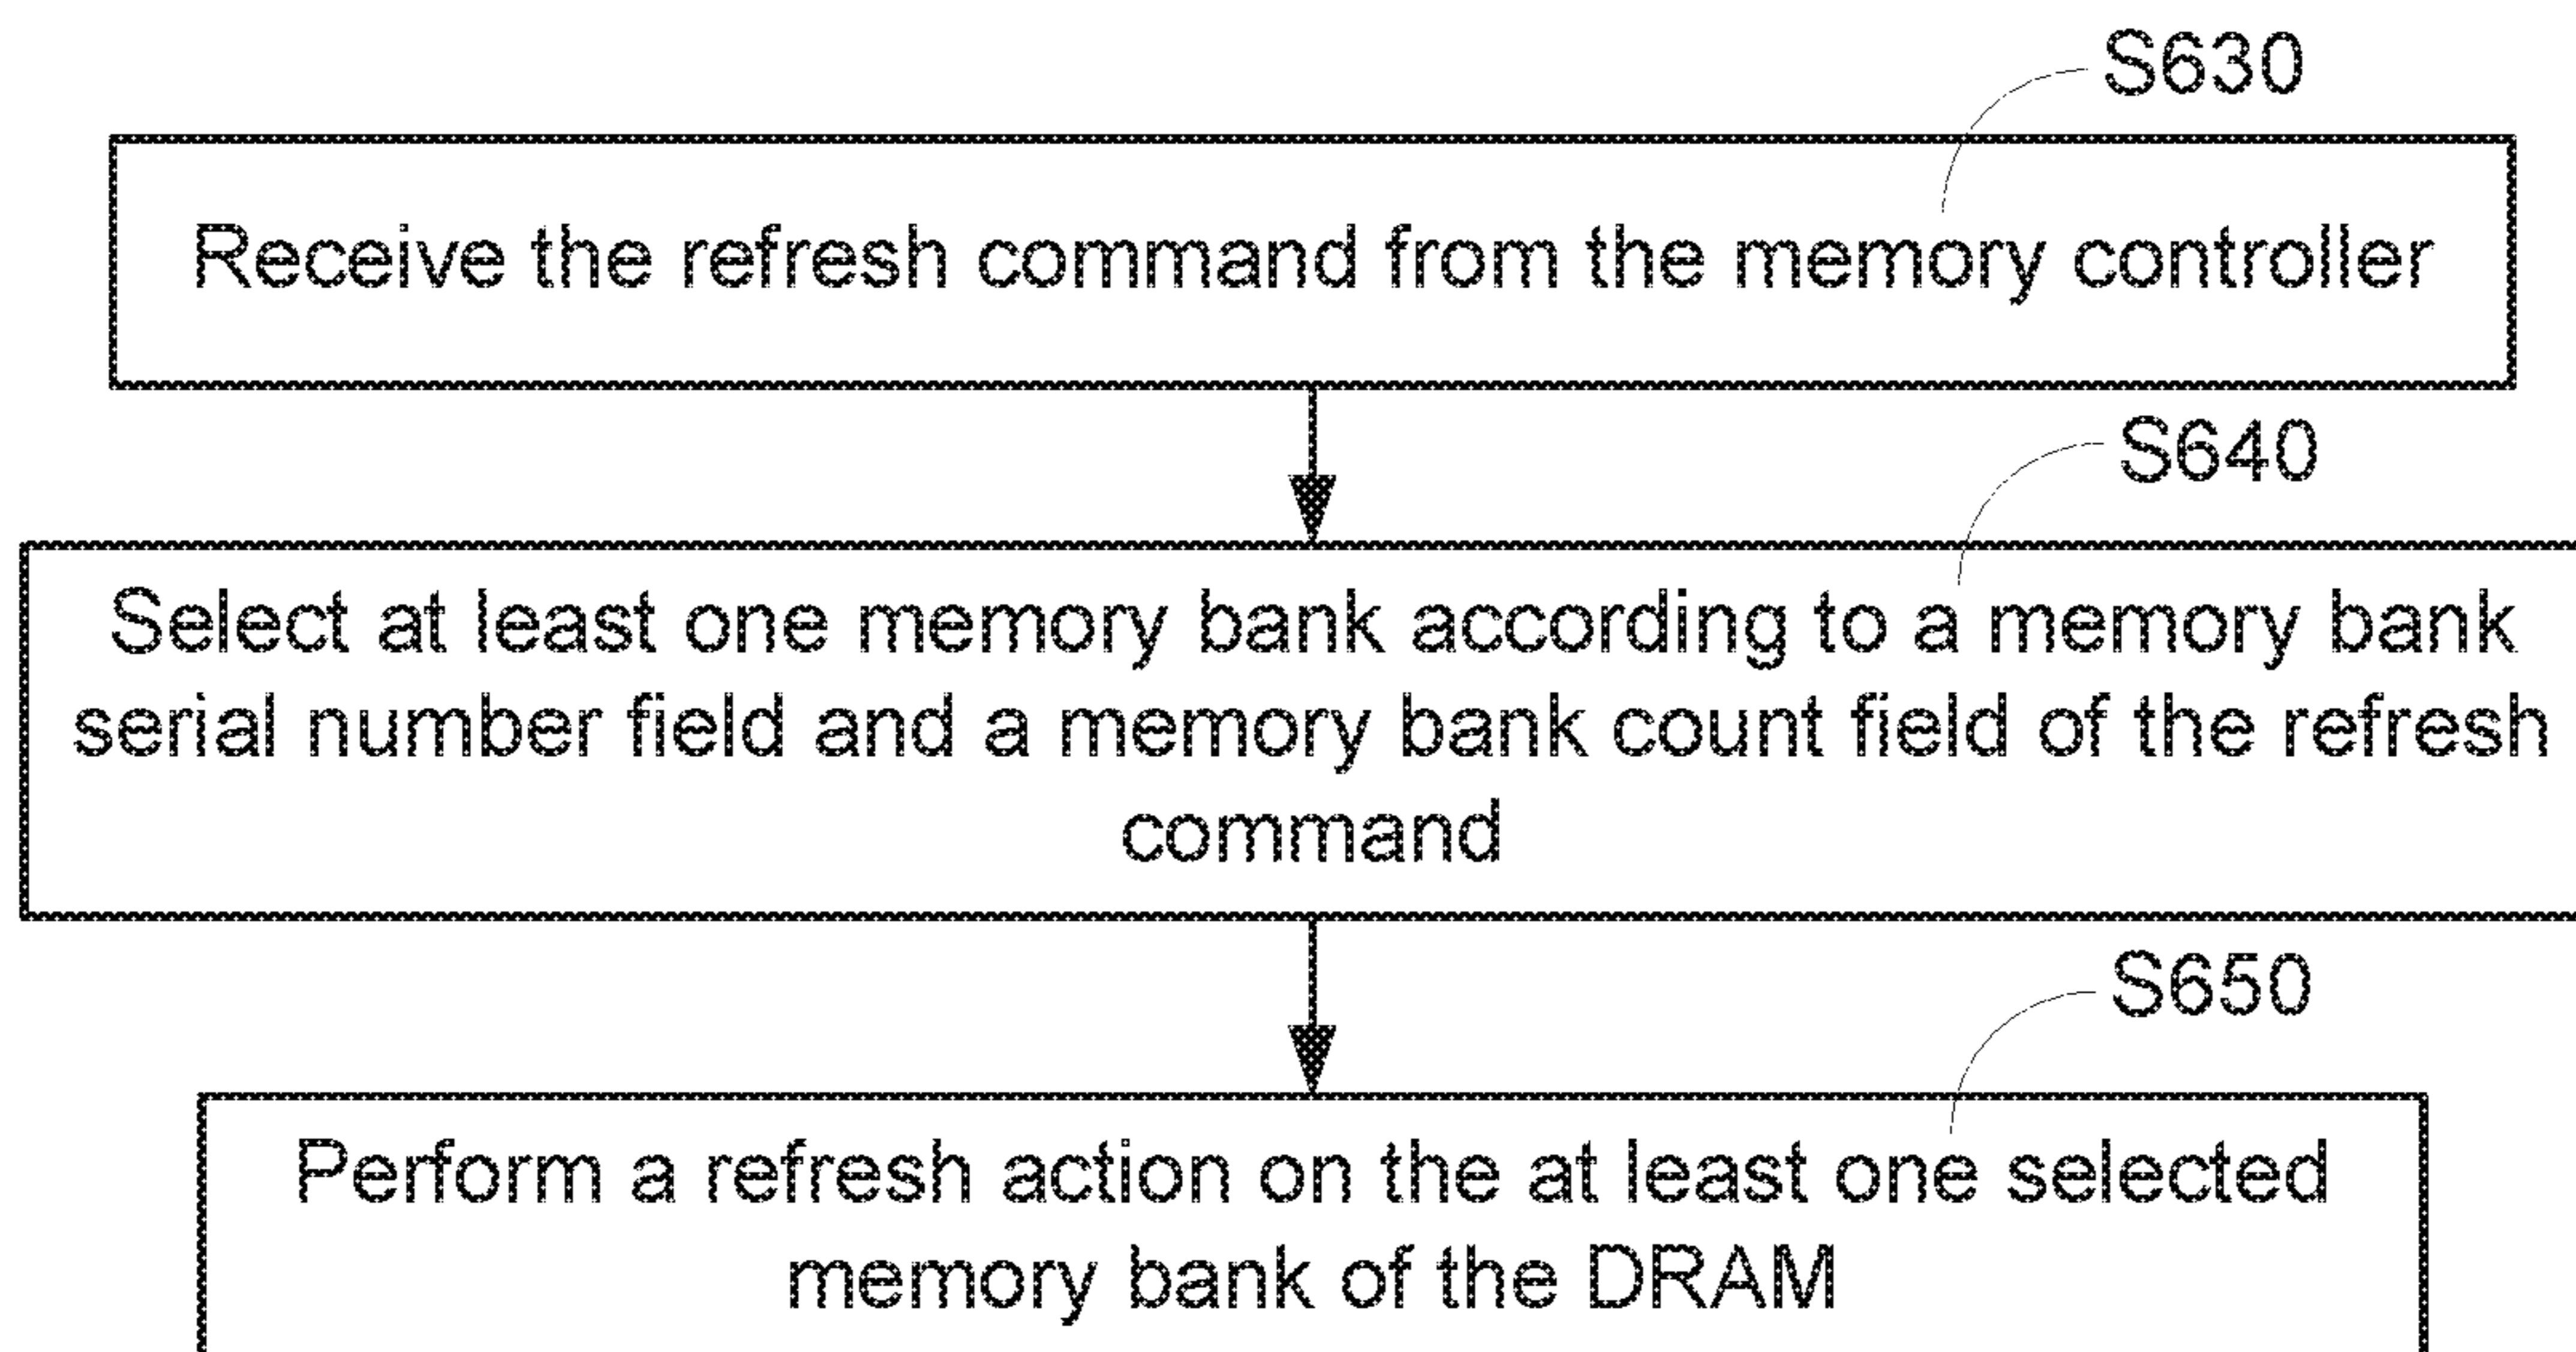 S630
Receive the refresh command from the memory controller
S640
Select at least one memory bank according to a memory bank
serial number field and a memory bank count field of the refresh
command
S650
Perform a refresh action on the at least one selected
memory bank of the DRAM